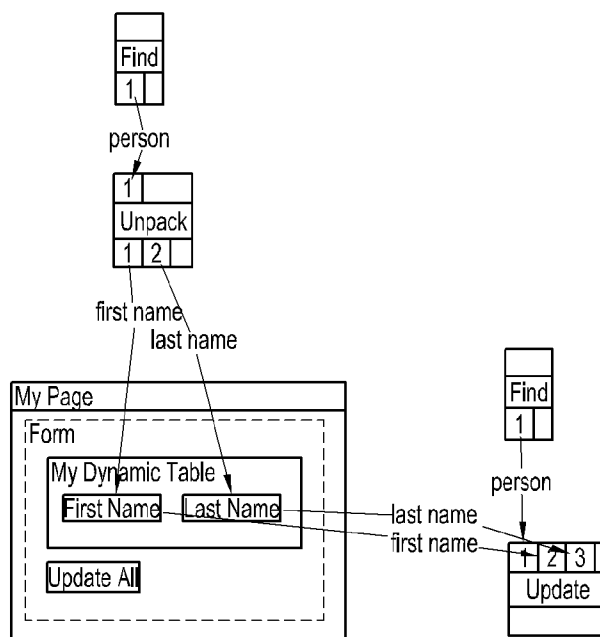 Find
1
person
1
Unpack
1 2
first name
last name
My Page
Form
My Dynamic Table
First Name Last Name
Update All
Find
1
person
last name
first name
1 2 3
Update